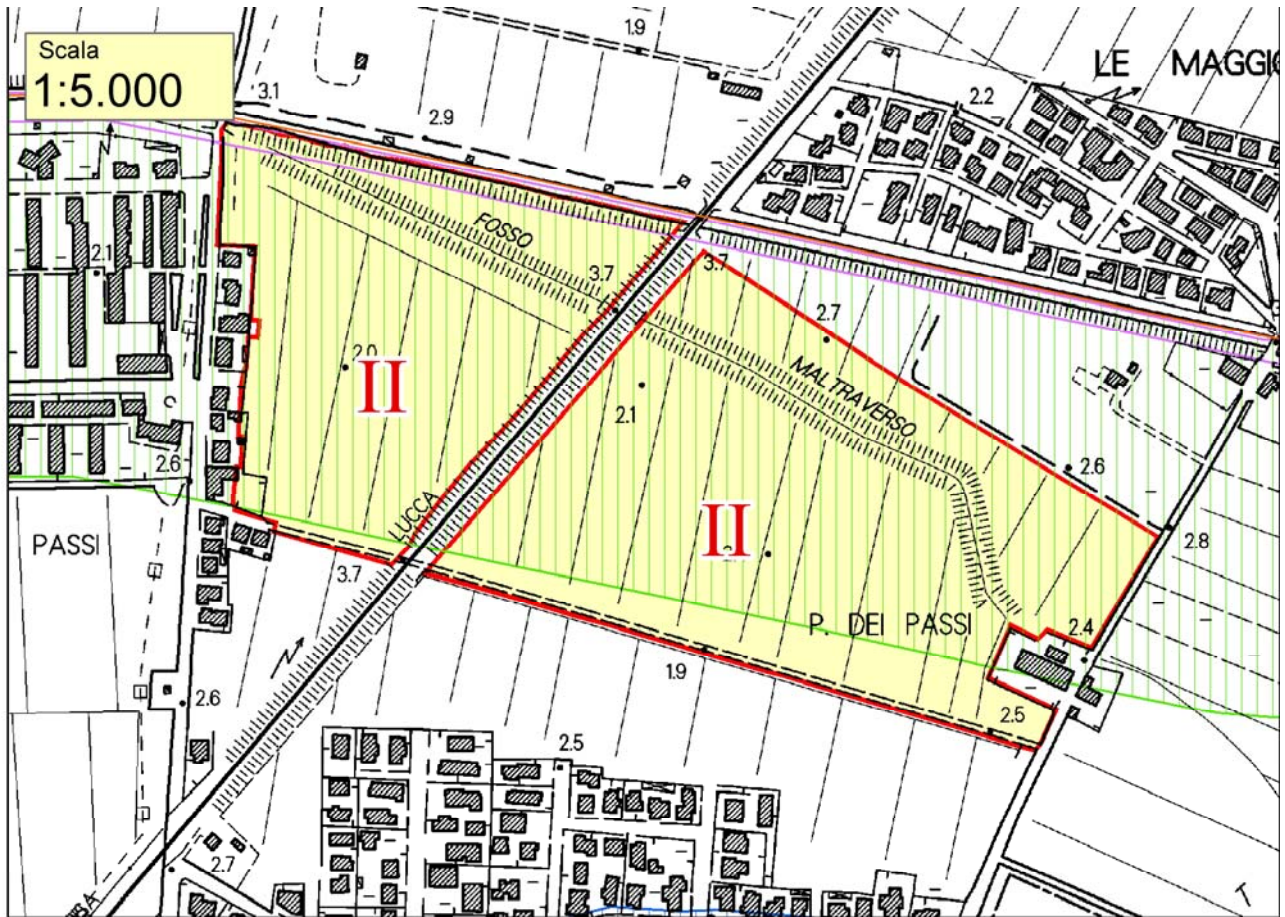 Scala
1:5.000
1.9
LE MAGGIO
3.1
2.9
2.2
FOSSO
3.7
3.7
2.1
2.7
2.0
II
MALTRAVERSO
2.1
2.6
2.6
LUCCA
II
PASSI
3.7
2.8
P. DEI PASSI
2.4
1.9
2.6
2.5
2.5
2.7